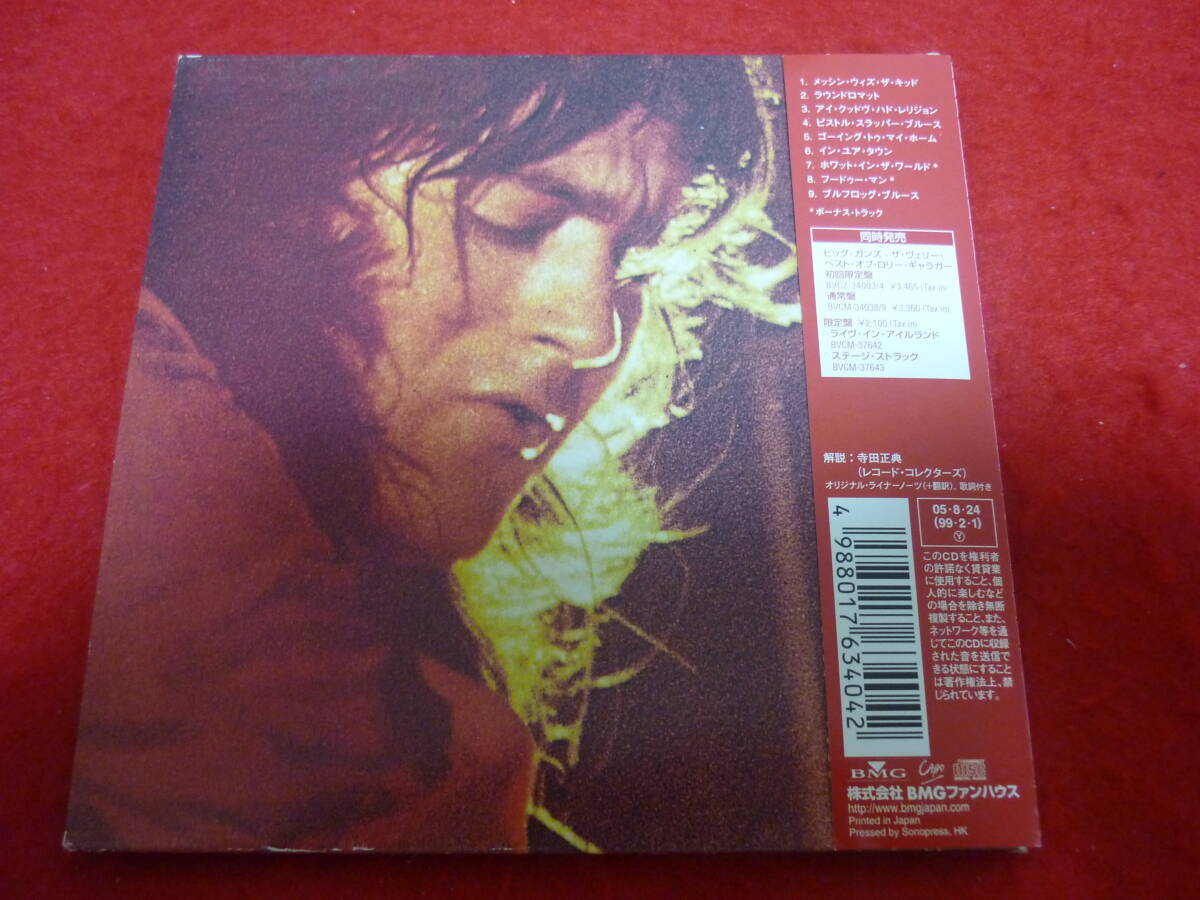 1. メッシン・ウィズ・ザ・キッド
2. ラウンドロマット
3. アイ・クッドヴ・ハド・レリジョン
4. ピストル・スラッパー・ブルース
5. ゴーイング・トゥ・マイ・ホーム
6. イン・ユア・タウン
7. ホワット・イン・ザ・ワールド*
8. フードゥー・マン*
9. ブルフロッグ・ブルース
*ボーナス・トラック
同時発売
ビッグ・ガンズ〜ザ・ヴェリー・
ベスト・オブ・ロリー・ギャラガー
初回限定盤
BVCZ-34003/4 ¥3,465(Tax in)
通常盤
BVCM-34038/9 ¥3,360(Tax in)
限定盤 ¥2,100(Tax in)
ライヴ・イン・アイルランド
BVCM-37642
ステージ・ストラック
BVCM-37643
解説：寺田正典
(レコード・コレクターズ)
オリジナル・ライナーノーツ(+翻訳)、歌詞付き
05・8・24
(99・2・1)
Ⓨ
このCDを権利者
の許諾なく賃貸業
に使用すること、個
人的に楽しむなど
の場合を除き無断
複製すること、また、
ネットワーク等を通
じてこのCDに収録
された音を送信で
きる状態にすること
は著作権法上、禁
じられています。
4 988017 634042
BMG CAPO disc
DIGITAL AUDIO
株式会社 BMGファンハウス
http://www.bmgjapan.com
Printed in Japan
Pressed by Sonopress, HK